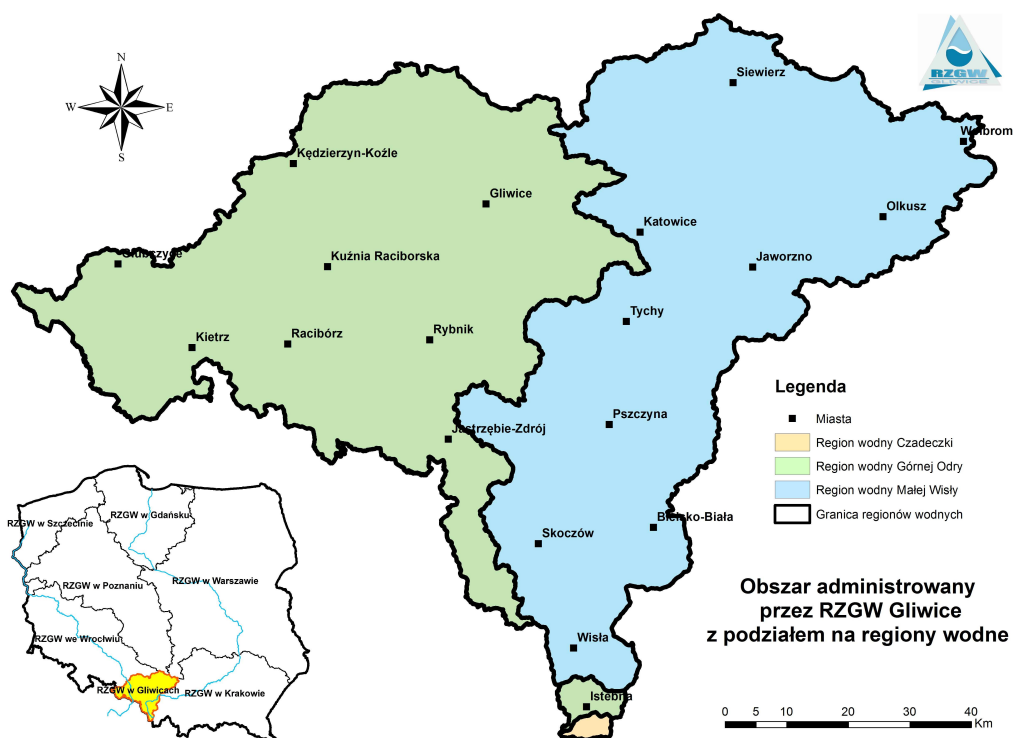 N
W
E
S
RZGW
GLIWICE
Siewierz
Wolbrom
Kędzierzyn-Koźle
Gliwice
Olkusz
Katowice
Głubczyce
Kuźnia Raciborska
Jaworzno
Tychy
Kietrz
Racibórz
Rybnik
Pszczyna
Jastrzębie-Zdrój
Skoczów
Bielsko-Biała
Wisła
Istebna
Legenda
Miasta
Region wodny Czadeczki
Region wodny Górnej Odry
Region wodny Małej Wisły
Granica regionów wodnych
RZGW w Szczecinie
RZGW w Gdańsku
RZGW w Poznaniu
RZGW w Warszawie
RZGW we Wrocłwiu
RZGW w Gliwicach
RZGW w Krakowie
Obszar administrowany
przez RZGW Gliwice
z podziałem na regiony wodne
0 5 10 20 30 40
Km